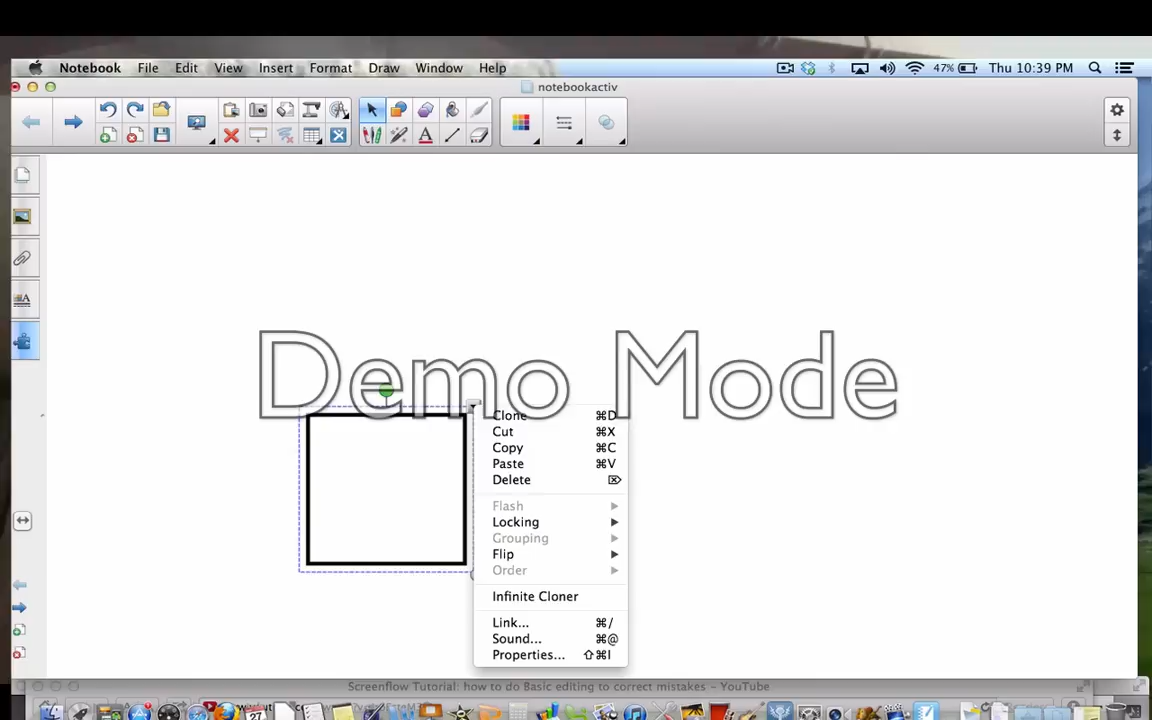 Notebook File Edit View Insert Format Draw Window Help 47% Thu 10:39 PM
notebookactiv
Demo Mode
Clone ⌘D
Cut ⌘X
Copy ⌘C
Paste ⌘V
Delete ⌦
Flash
Locking
Grouping
Flip
Order
Infinite Cloner
Link... ⌘/
Sound... ⌘@
Properties... ⇧⌘I
Screenflow Tutorial: how to do Basic editing to correct mistakes – YouTube
27